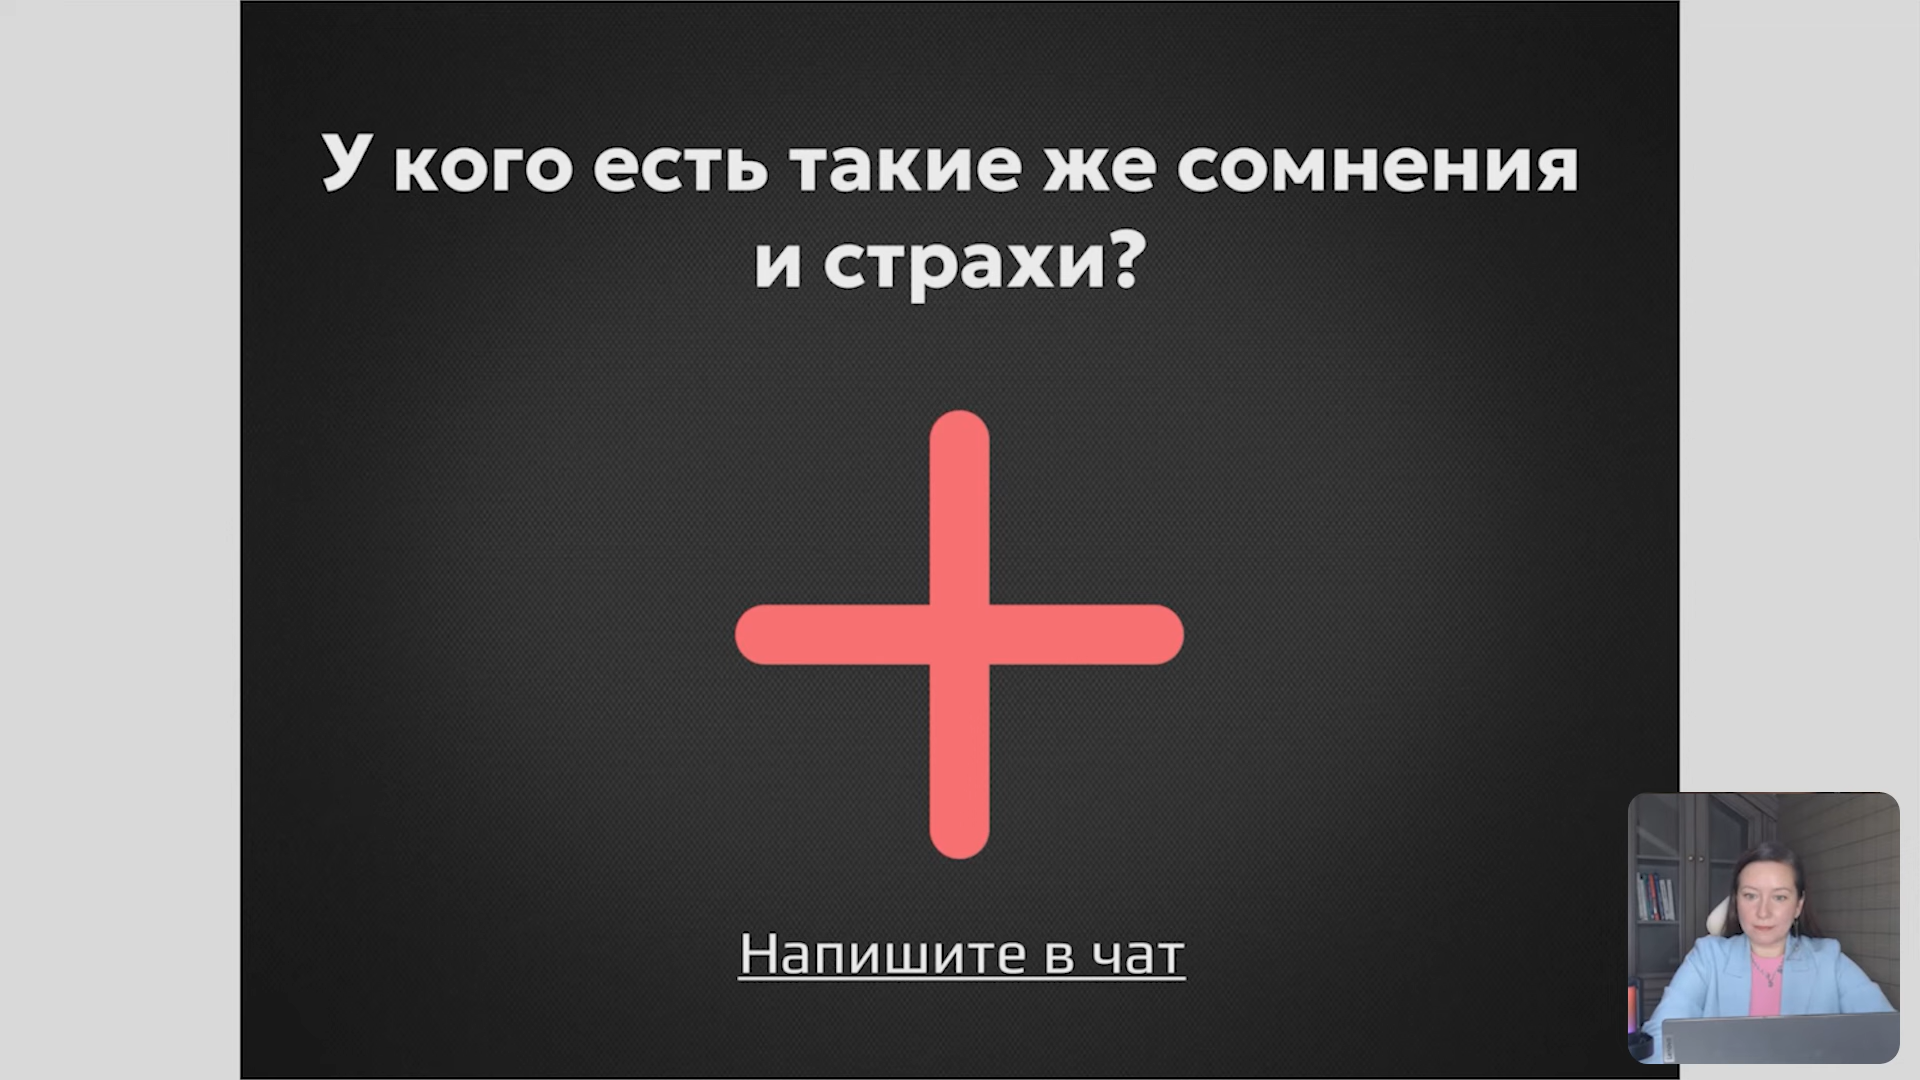 У кого есть такие же сомнения
и страхи?
Напишите в чат